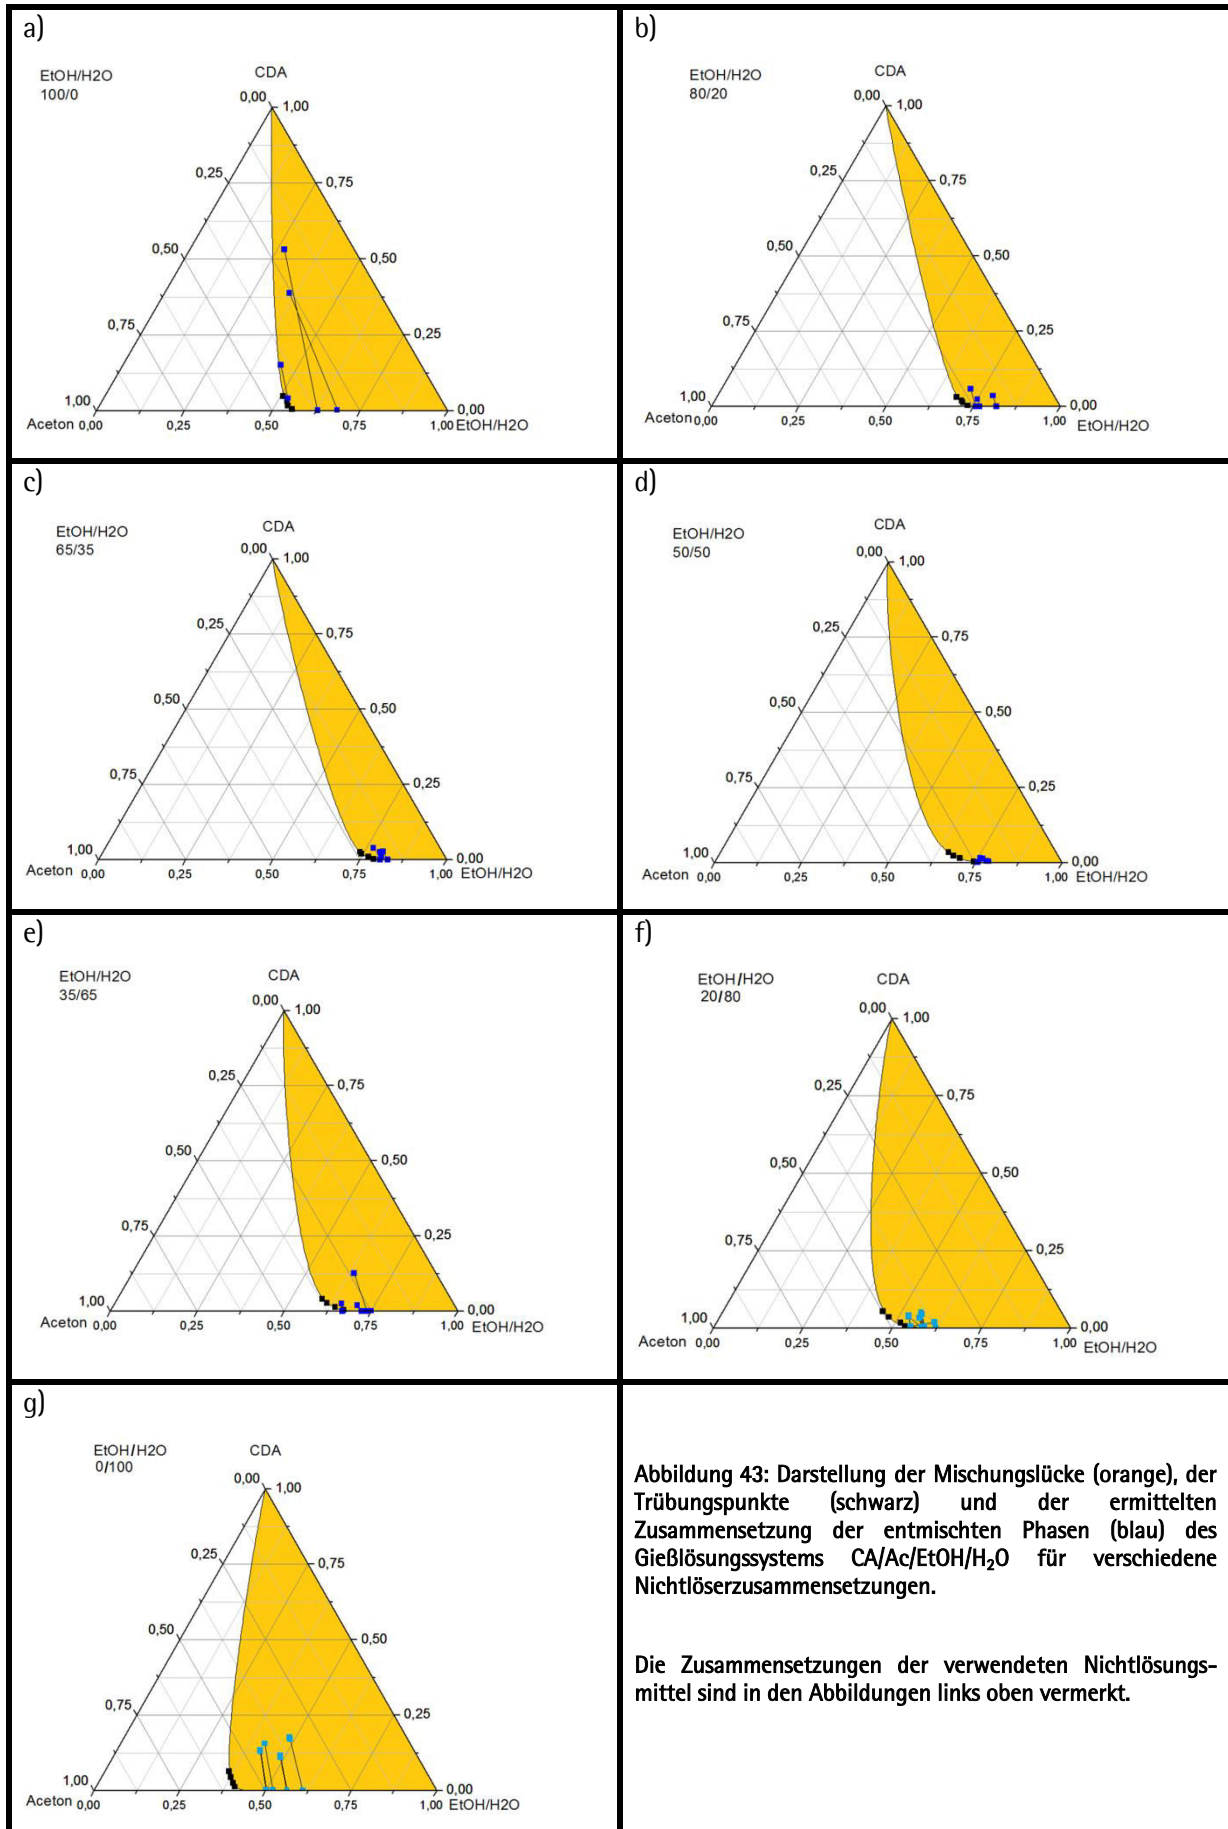 a)
EtOH/H2O
100/0
CDA
0,00
1,00
0,25
0,75
0,50
0,50
0,75
0,25
1,00
0,00
Aceton
0,00
0,25
0,50
0,75
1,00
EtOH/H2O
b)
EtOH/H2O
80/20
CDA
0,00
1,00
0,25
0,75
0,50
0,50
0,75
0,25
1,00
0,00
Aceton
0,00
0,25
0,50
0,75
1,00
EtOH/H2O
c)
EtOH/H2O
65/35
CDA
0,00
1,00
0,25
0,75
0,50
0,50
0,75
0,25
1,00
0,00
Aceton
0,00
0,25
0,50
0,75
1,00
EtOH/H2O
d)
EtOH/H2O
50/50
CDA
0,00
1,00
0,25
0,75
0,50
0,50
0,75
0,25
1,00
0,00
Aceton
0,00
0,25
0,50
0,75
1,00
EtOH/H2O
e)
EtOH/H2O
35/65
CDA
0,00
1,00
0,25
0,75
0,50
0,50
0,75
0,25
1,00
0,00
Aceton
0,00
0,25
0,50
0,75
1,00
EtOH/H2O
f)
EtOH/H2O
20/80
CDA
0,00
1,00
0,25
0,75
0,50
0,50
0,75
0,25
1,00
0,00
Aceton
0,00
0,25
0,50
0,75
1,00
EtOH/H2O
g)
EtOH/H2O
0/100
CDA
0,00
1,00
0,25
0,75
0,50
0,50
0,75
0,25
1,00
0,00
Aceton
0,00
0,25
0,50
0,75
1,00
EtOH/H2O
Abbildung 43: Darstellung der Mischungslücke (orange), der
Trübungspunkte (schwarz) und der ermittelten
Zusammensetzung der entmischten Phasen (blau) des
Gießlösungssystems CA/Ac/EtOH/H₂O für verschiedene
Nichtlöserzusammensetzungen.
Die Zusammensetzungen der verwendeten Nichtlösungs-
mittel sind in den Abbildungen links oben vermerkt.